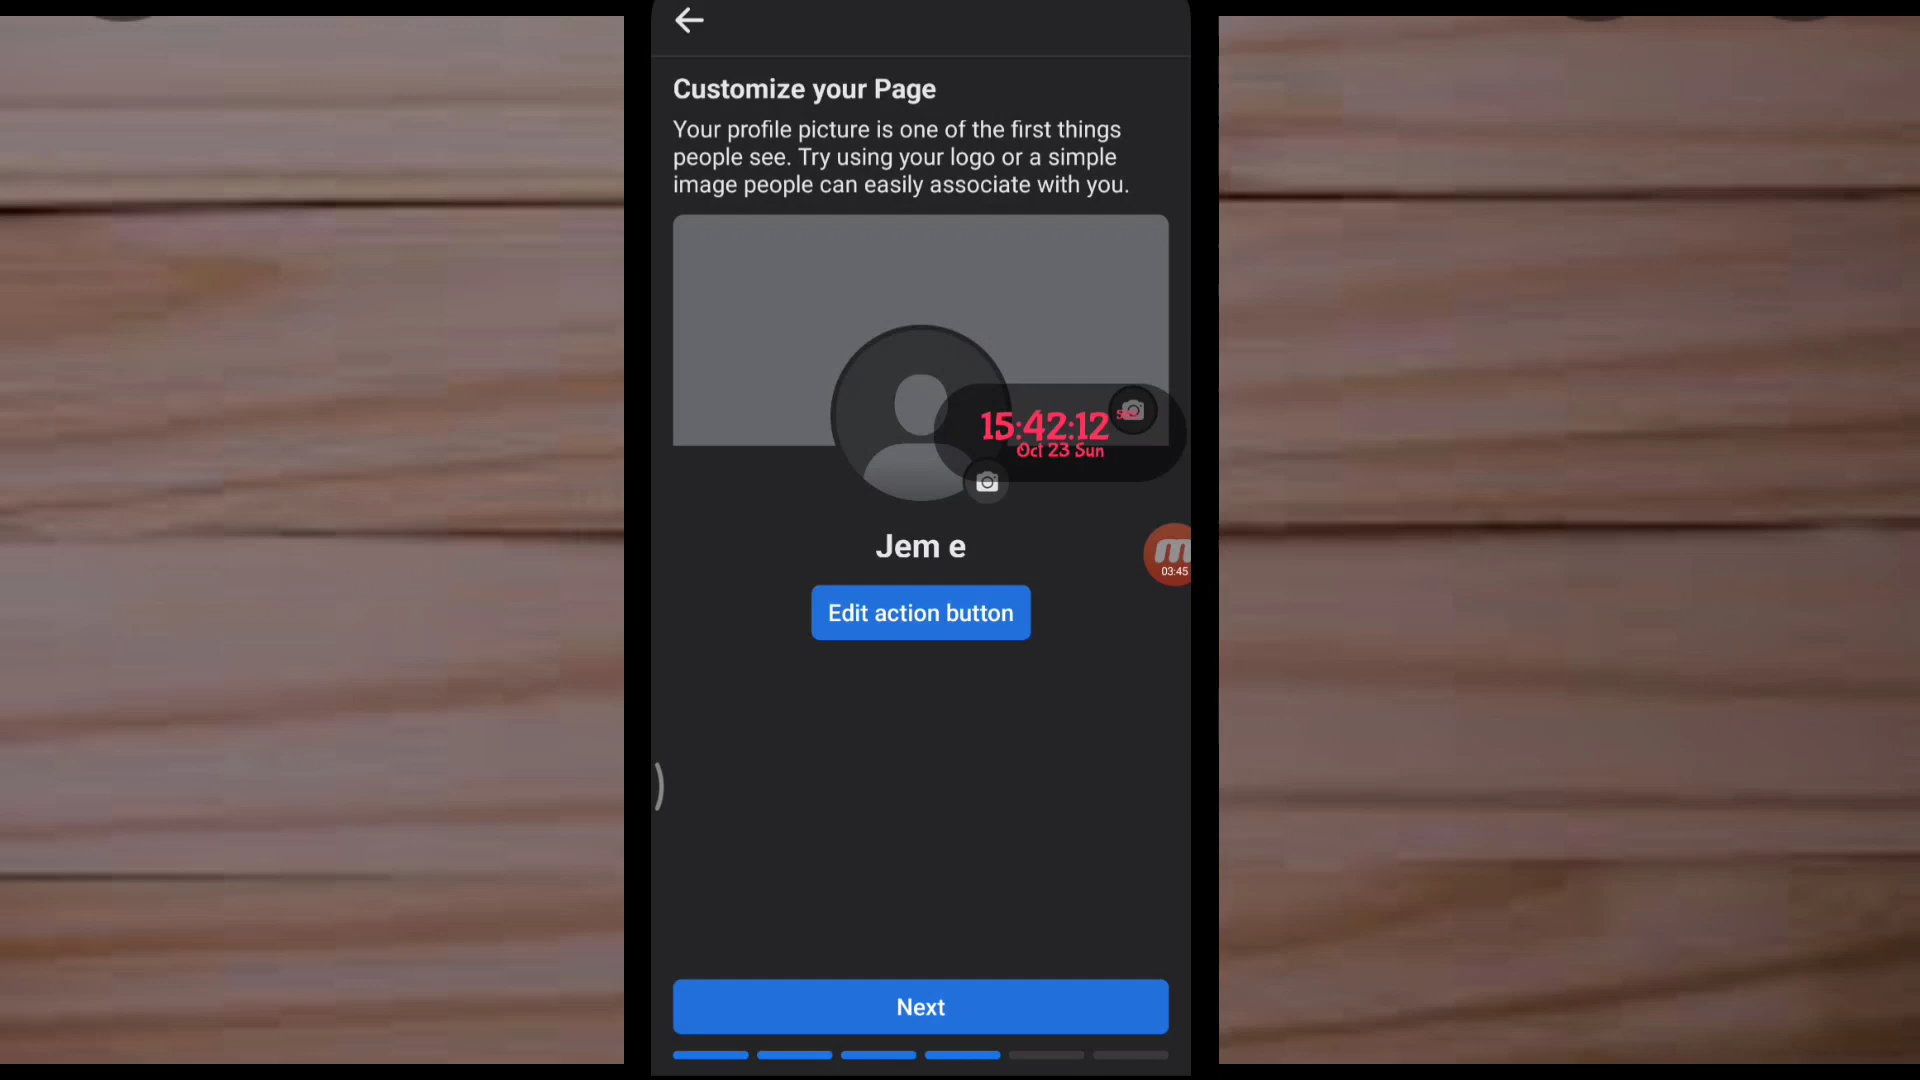 Customize your Page
Your profile picture is one of the first things
people see. Try using your logo or a simple
image people can easily associate with you.
15:42:12
Oct 23 Sun
Jem e
03:45
Edit action button
Next